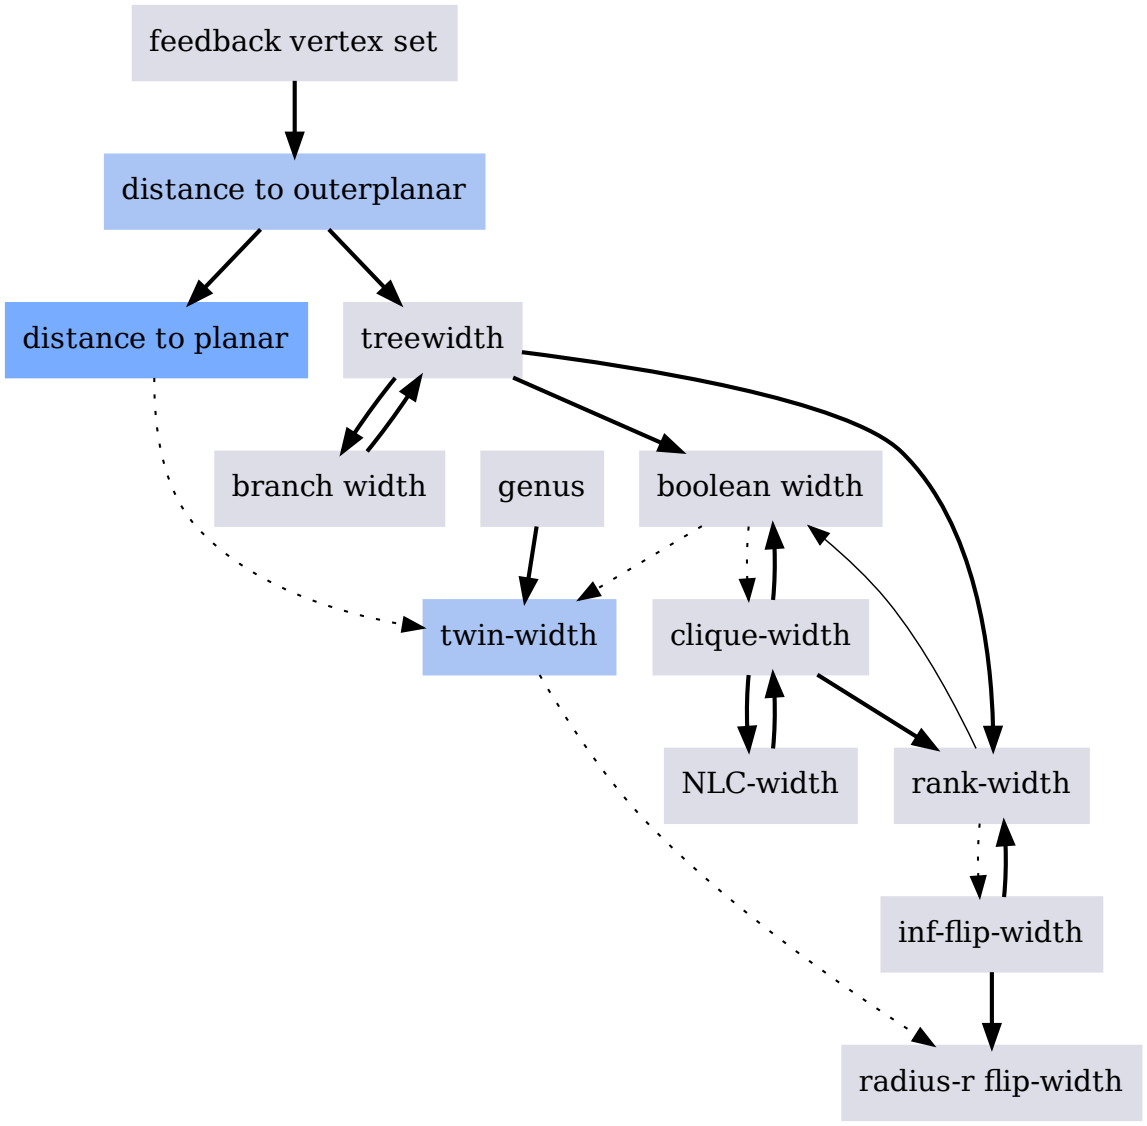 feedback vertex set
distance to outerplanar
distance to planar
treewidth
branch width
genus
boolean width
twin-width
clique-width
NLC-width
rank-width
inf-flip-width
radius-r flip-width